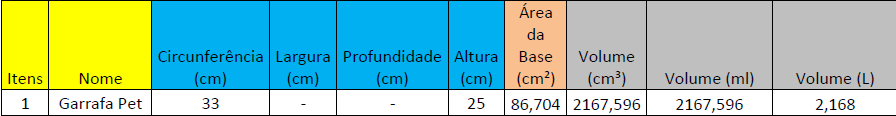 Itens Nome Circunferência (cm) Largura (cm) Profundidade (cm) Altura (cm) Área da Base (cm²) Volume (cm³) Volume (ml) Volume (L)
1 Garrafa Pet 33 - - 25 86,704 2167,596 2167,596 2,168